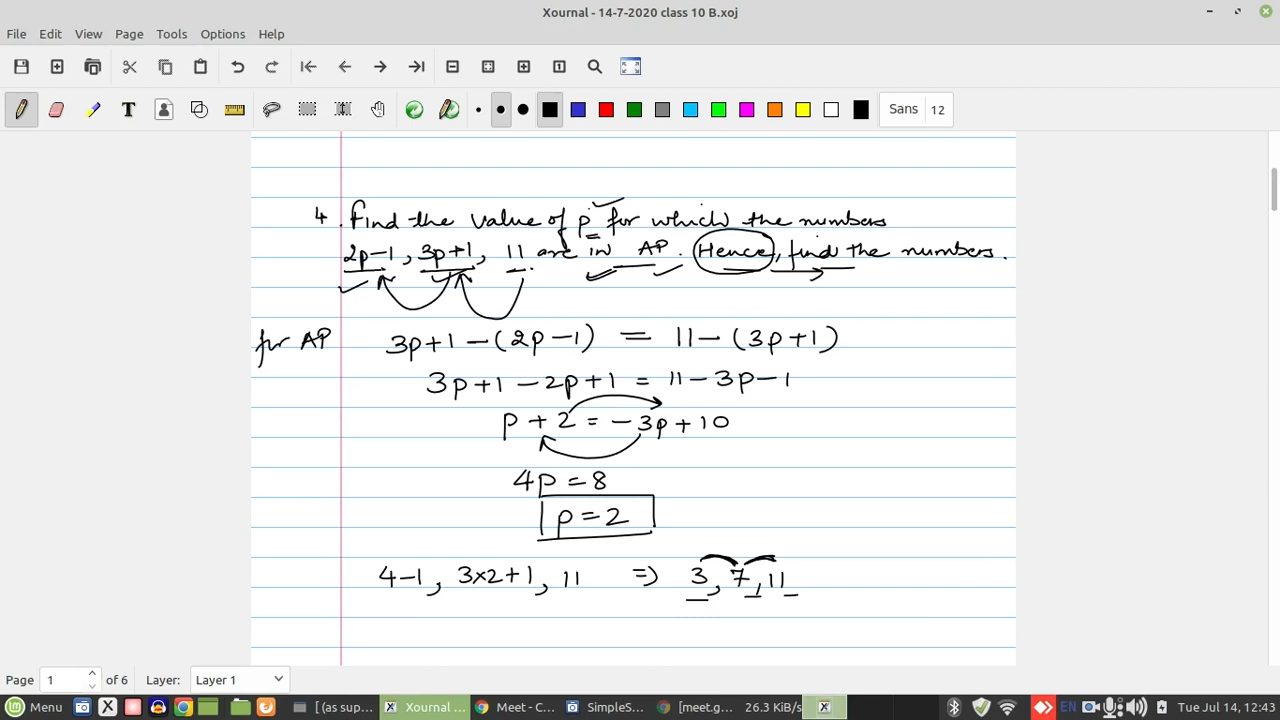 Xournal - 14-7-2020 class 10 B.xoj
File Edit View Page Tools Options Help
Sans 12
4. Find the value of p for which the numbers
2p-1, 3p+1, 11 are in AP. Hence, find the numbers.
for AP 3p+1-(2p-1) = 11-(3p+1)
3p+1-2p+1 = 11-3p-1
p+2 = -3p+10
4p = 8
p = 2
4-1, 3x2+1, 11 => 3, 7, 11
Page 1 of 6 Layer: Layer 1
Menu [(as sup... Xournal ... Meet - C... SimpleS... [meet.g... 26.3 KiB/s EN Tue Jul 14, 12:43